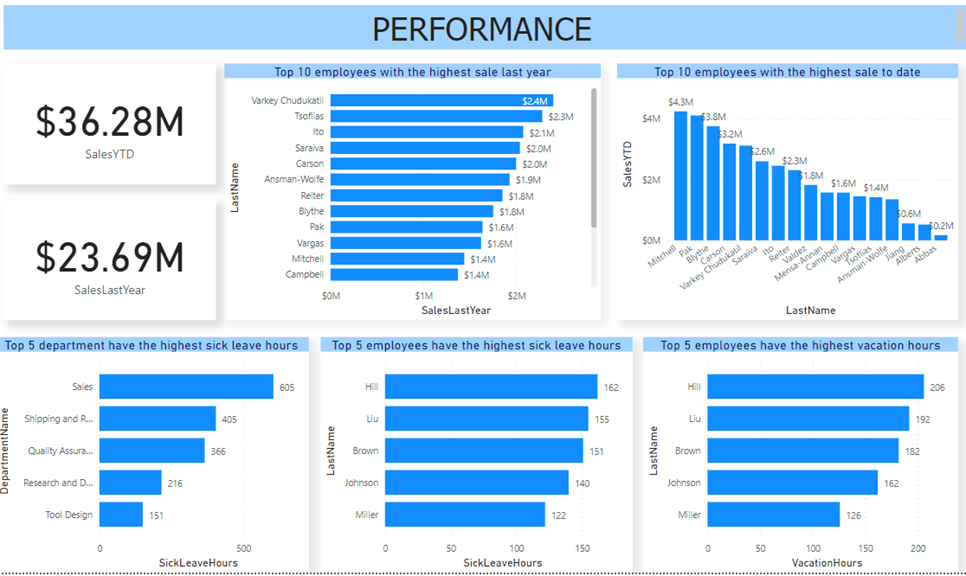 PERFORMANCE
$36.28M
SalesYTD
$23.69M
SalesLastYear
Top 10 employees with the highest sale last year
LastName
Varkey Chudukatil
$2.4M
Tsoflias
$2.3M
Ito
$2.1M
Saraiva
$2.0M
Carson
$2.0M
Ansman-Wolfe
$1.9M
Reiter
$1.8M
Blythe
$1.8M
Pak
$1.6M
Vargas
$1.6M
Mitchell
$1.4M
Campbell
$1.4M
$0M
$1M
$2M
SalesLastYear
Top 10 employees with the highest sale to date
SalesYTD
$4M
$2M
$0M
$4.3M
$3.8M
$3.2M
$2.6M
$2.3M
$1.8M
$1.6M
$1.4M
$0.6M
$0.2M
Mitchell
Pak
Blythe
Carson
Varkey Chudukatil
Saraiva
Ito
Reiter
Valdez
Mensa-Annan
Campbell
Vargas
Tsoflias
Ansman-Wolfe
Jiang
Alberts
Abbas
LastName
Top 5 department have the highest sick leave hours
DepartmentName
Sales
605
Shipping and R...
405
Quality Assura...
366
Research and D...
216
Tool Design
151
0
500
SickLeaveHours
Top 5 employees have the highest sick leave hours
LastName
Hill
162
Liu
155
Brown
151
Johnson
140
Miller
122
0
50
100
150
SickLeaveHours
Top 5 employees have the highest vacation hours
LastName
Hill
206
Liu
192
Brown
182
Johnson
162
Miller
126
0
50
100
150
200
VacationHours